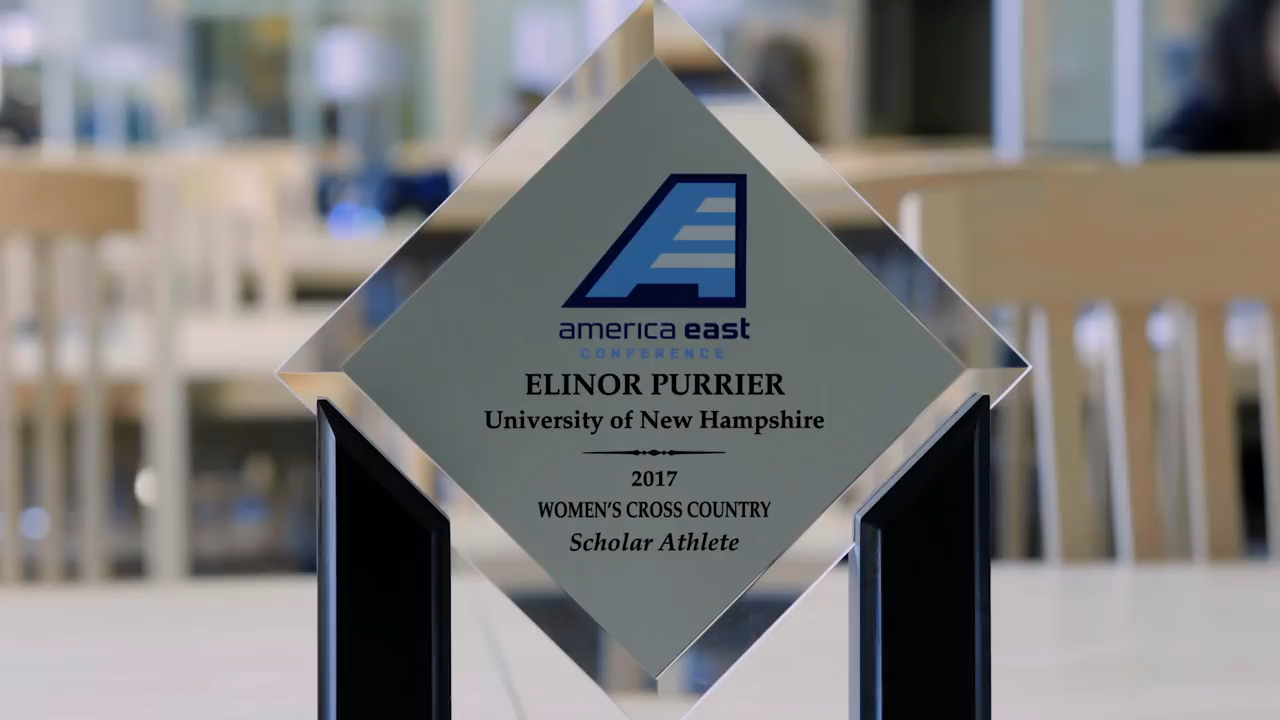 america east
CONFERENCE
ELINOR PURRIER
University of New Hampshire
2017
WOMEN'S CROSS COUNTRY
Scholar Athlete